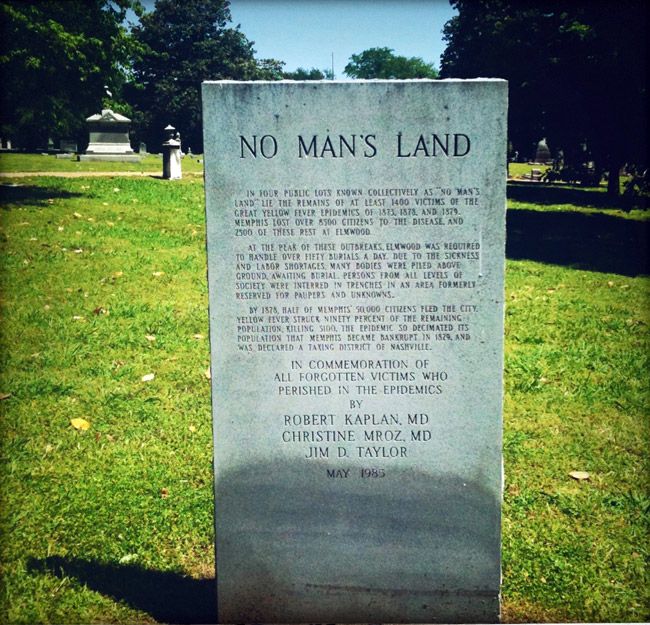 NO MAN'S LAND
IN FOUR PUBLIC LOTS KNOWN COLLECTIVELY AS "NO MAN'S
LAND" LIE THE REMAINS OF AT LEAST 1400 VICTIMS OF THE
GREAT YELLOW FEVER EPIDEMICS, OF 1873, 1878, AND 1879.
MEMPHIS LOST OVER 8500 CITIZENS TO THE DISEASE, AND
2500 OF THESE REST AT ELMWOOD.
AT THE PEAK OF THESE OUTBREAKS, ELMWOOD WAS REQUIRED
TO HANDLE OVER FIFTY BURIALS A DAY. DUE TO THE SICKNESS
AND LABOR SHORTAGES, MANY BODIES WERE PILED ABOVE
GROUND, AWAITING BURIAL. PERSONS FROM ALL LEVELS OF
SOCIETY WERE INTERRED IN TRENCHES IN AN AREA FORMERLY
RESERVED FOR PAUPERS AND UNKNOWNS.
BY 1878, HALF OF MEMPHIS' 50,000 CITIZENS FLED THE CITY.
YELLOW FEVER STRUCK NINETY PERCENT OF THE REMAINING
POPULATION, KILLING 5100. THE EPIDEMIC SO DECIMATED ITS
POPULATION THAT MEMPHIS BECAME BANKRUPT IN 1879, AND
WAS DECLARED A TAXING DISTRICT OF NASHVILLE.
IN COMMEMORATION OF
ALL FORGOTTEN VICTIMS WHO
PERISHED IN THE EPIDEMICS
BY
ROBERT KAPLAN, MD
CHRISTINE MROZ, MD
JIM D. TAYLOR
MAY 1985